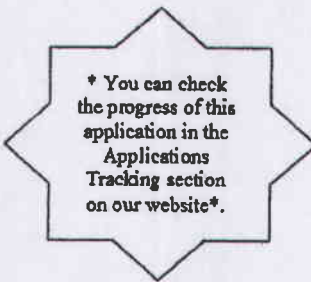 * You can check
the progress of this
application in the
Applications
Tracking section
on our website*.